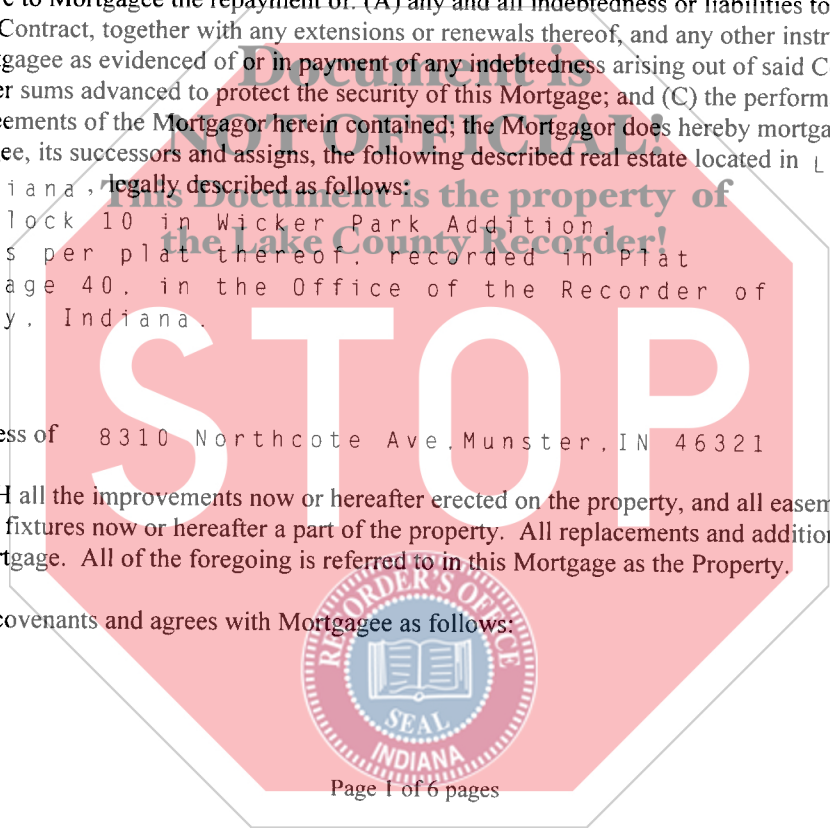 e to Mortgagee the repayment of: (A) any and all indebtedness or liabilities to
Contract, together with any extensions or renewals thereof, and any other instr
gagee as evidenced of or in payment of any indebtedness arising out of said C
Document is
er sums advanced to protect the security of this Mortgage; and (C) the perform
eements of the Mortgagor herein contained; the Mortgagor does hereby mortga
NOT OFFICIAL!
ee, its successors and assigns, the following described real estate located in L
iana, legally described as follows:
This Document is the property of
lock 10 in Wicker Park Addition,
the Lake County Recorder!
s per plat thereof, recorded in Plat
age 40, in the Office of the Recorder of
y, Indiana.
STOP
ess of 8310 Northcote Ave,Munster,IN 46321
H all the improvements now or hereafter erected on the property, and all easem
fixtures now or hereafter a part of the property. All replacements and addition
rtgage. All of the foregoing is referred to in this Mortgage as the Property.
covenants and agrees with Mortgagee as follows:
RECORDER'S OFFICE
SEAL
INDIANA
Page 1 of 6 pages